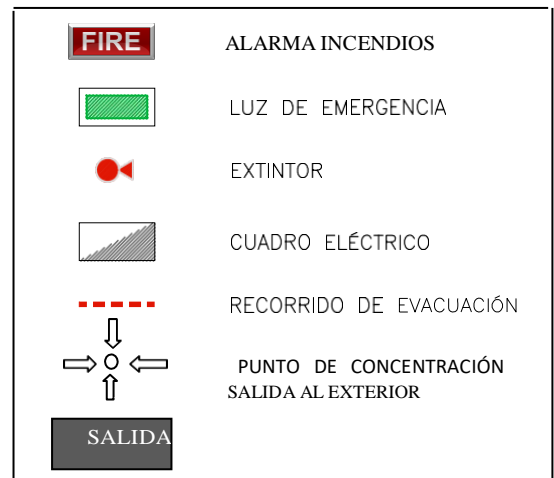 FIRE ALARMA INCENDIOS
LUZ DE EMERGENCIA
EXTINTOR
CUADRO ELÉCTRICO
RECORRIDO DE EVACUACIÓN
PUNTO DE CONCENTRACIÓN
SALIDA AL EXTERIOR
SALIDA